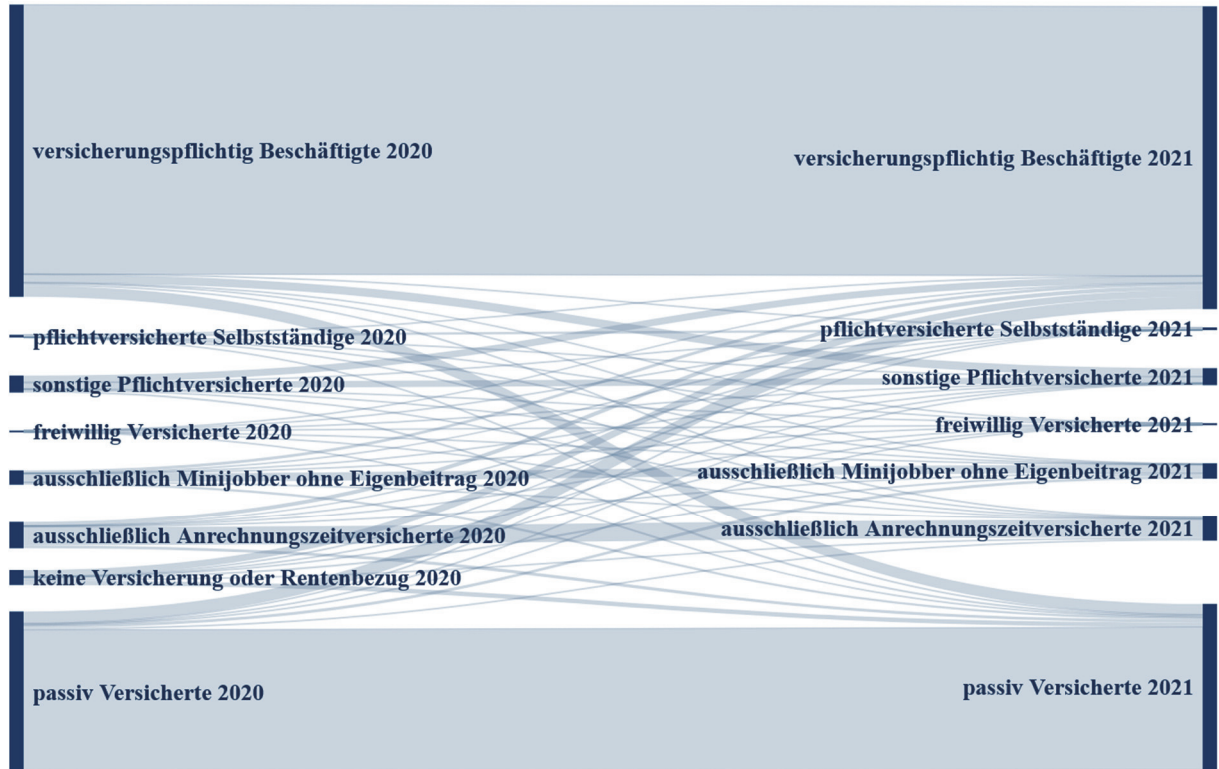 versicherungspflichtig Beschäftigte 2020
versicherungspflichtig Beschäftigte 2021
pflichtversicherte Selbstständige 2020
pflichtversicherte Selbstständige 2021
sonstige Pflichtversicherte 2020
sonstige Pflichtversicherte 2021
freiwillig Versicherte 2020
freiwillig Versicherte 2021
ausschließlich Minijobber ohne Eigenbeitrag 2020
ausschließlich Minijobber ohne Eigenbeitrag 2021
ausschließlich Anrechnungszeitversicherte 2020
ausschließlich Anrechnungszeitversicherte 2021
keine Versicherung oder Rentenbezug 2020
passiv Versicherte 2020
passiv Versicherte 2021